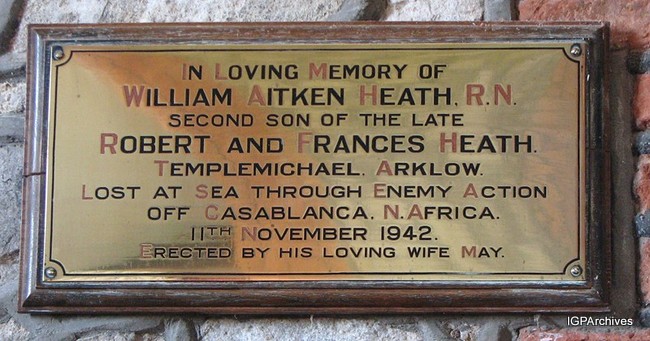 IN LOVING MEMORY OF
WILLIAM AITKEN HEATH, R.N.
SECOND SON OF THE LATE
ROBERT AND FRANCES HEATH.
TEMPLEMICHAEL. ARKLOW.
LOST AT SEA THROUGH ENEMY ACTION
OFF CASABLANCA. N. AFRICA.
11TH NOVEMBER 1942.
ERECTED BY HIS LOVING WIFE MAY.
IGPArchives